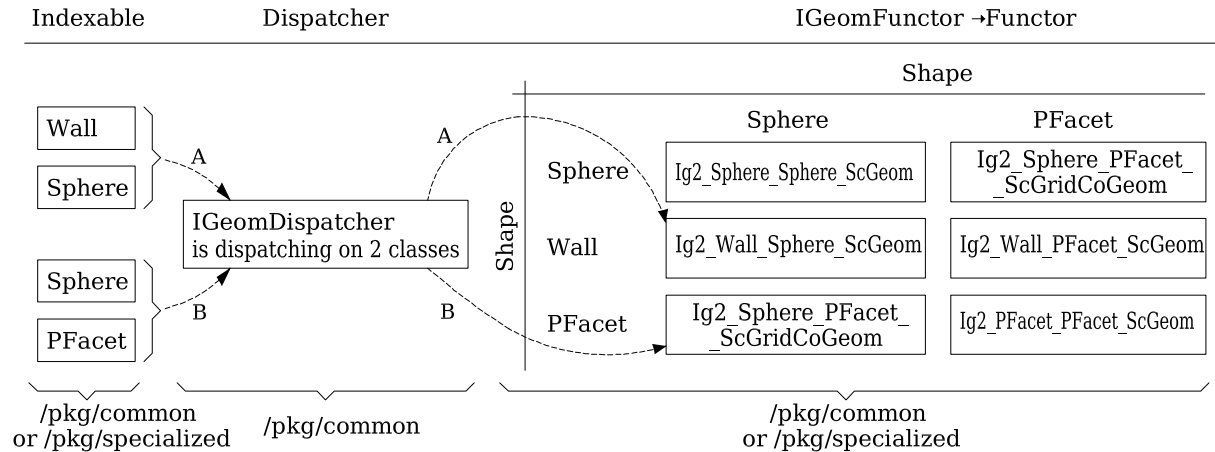 Indexable Dispatcher IGeomFunctor →Functor
Shape
Sphere PFacet
Wall
Sphere
A
A
Sphere
Ig2_Sphere_Sphere_ScGeom
Ig2_Sphere_PFacet_
_ScGridCoGeom
IGeomDispatcher
is dispatching on 2 classes
Shape
Wall
Ig2_Wall_Sphere_ScGeom
Ig2_Wall_PFacet_ScGeom
Sphere
PFacet
B
B
PFacet
Ig2_Sphere_PFacet_
_ScGridCoGeom
Ig2_PFacet_PFacet_ScGeom
/pkg/common
or /pkg/specialized
/pkg/common
/pkg/common
or /pkg/specialized